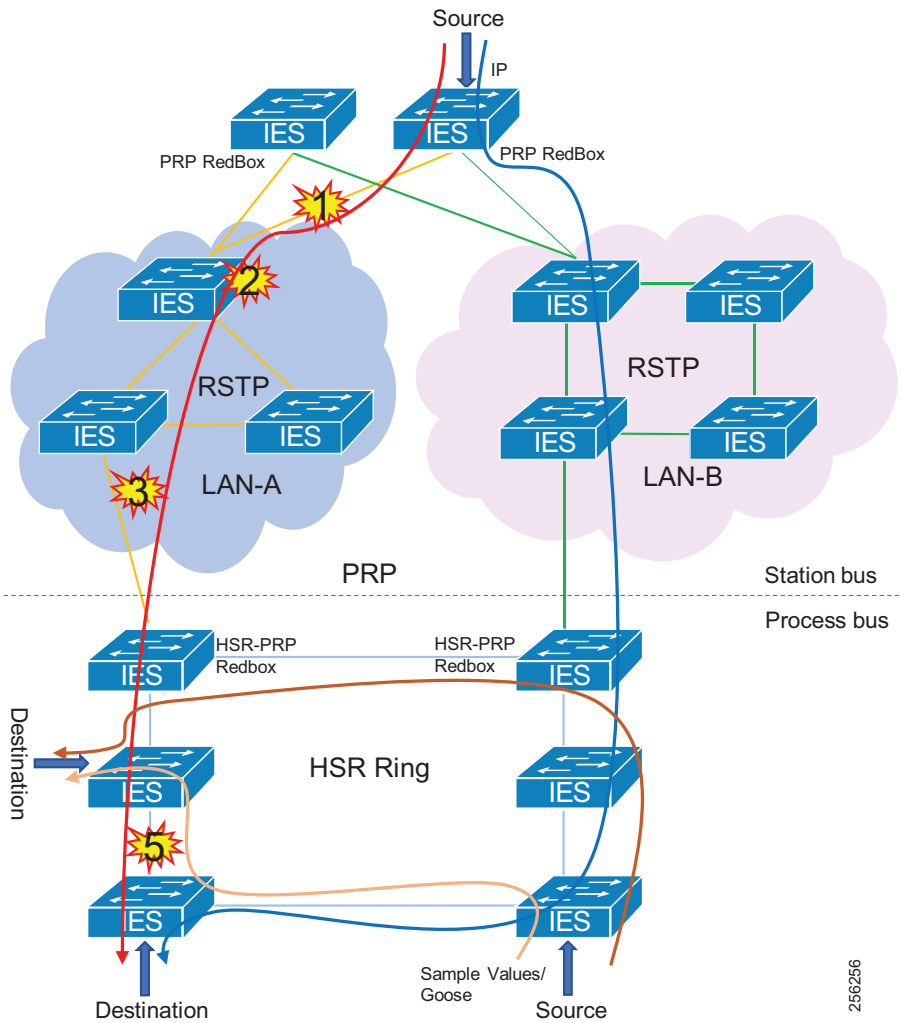 Source
IP
IES
IES
PRP RedBox
PRP RedBox
1
2
IES
IES
IES
RSTP
RSTP
IES
IES
IES
IES
3
LAN-A
LAN-B
PRP
Station bus
Process bus
HSR-PRP
Redbox
HSR-PRP
Redbox
IES
IES
Destination
HSR Ring
IES
IES
5
IES
IES
Sample Values/
Goose
Destination
Source
256256